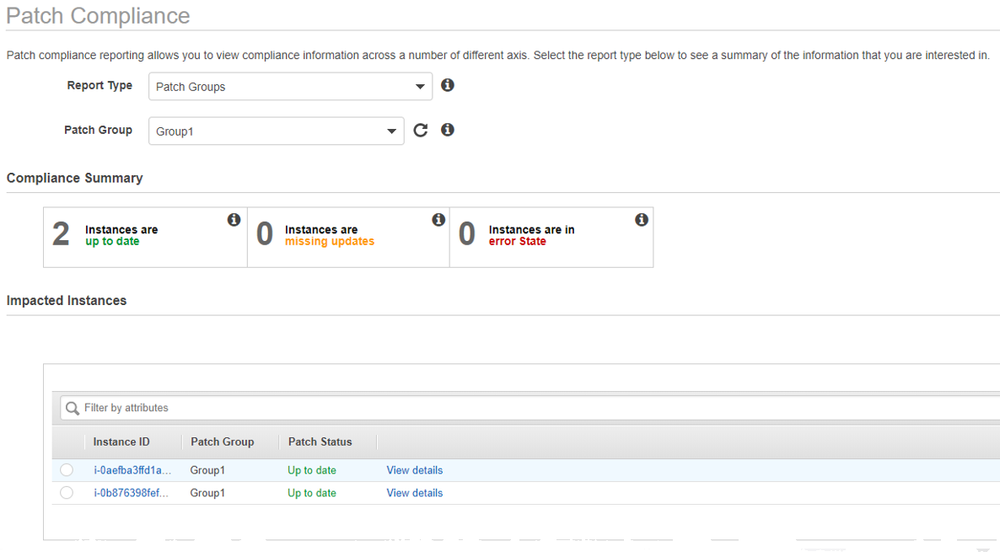 Patch Compliance
Patch compliance reporting allows you to view compliance information across a number of different axis. Select the report type below to see a summary of the information that you are interested in.
Report Type Patch Groups
Patch Group Group1
Compliance Summary
2 Instances are up to date
0 Instances are missing updates
0 Instances are in error State
Impacted Instances
Filter by attributes
Instance ID Patch Group Patch Status
i-0aefba3ffd1a... Group1 Up to date View details
i-0b876398fef... Group1 Up to date View details